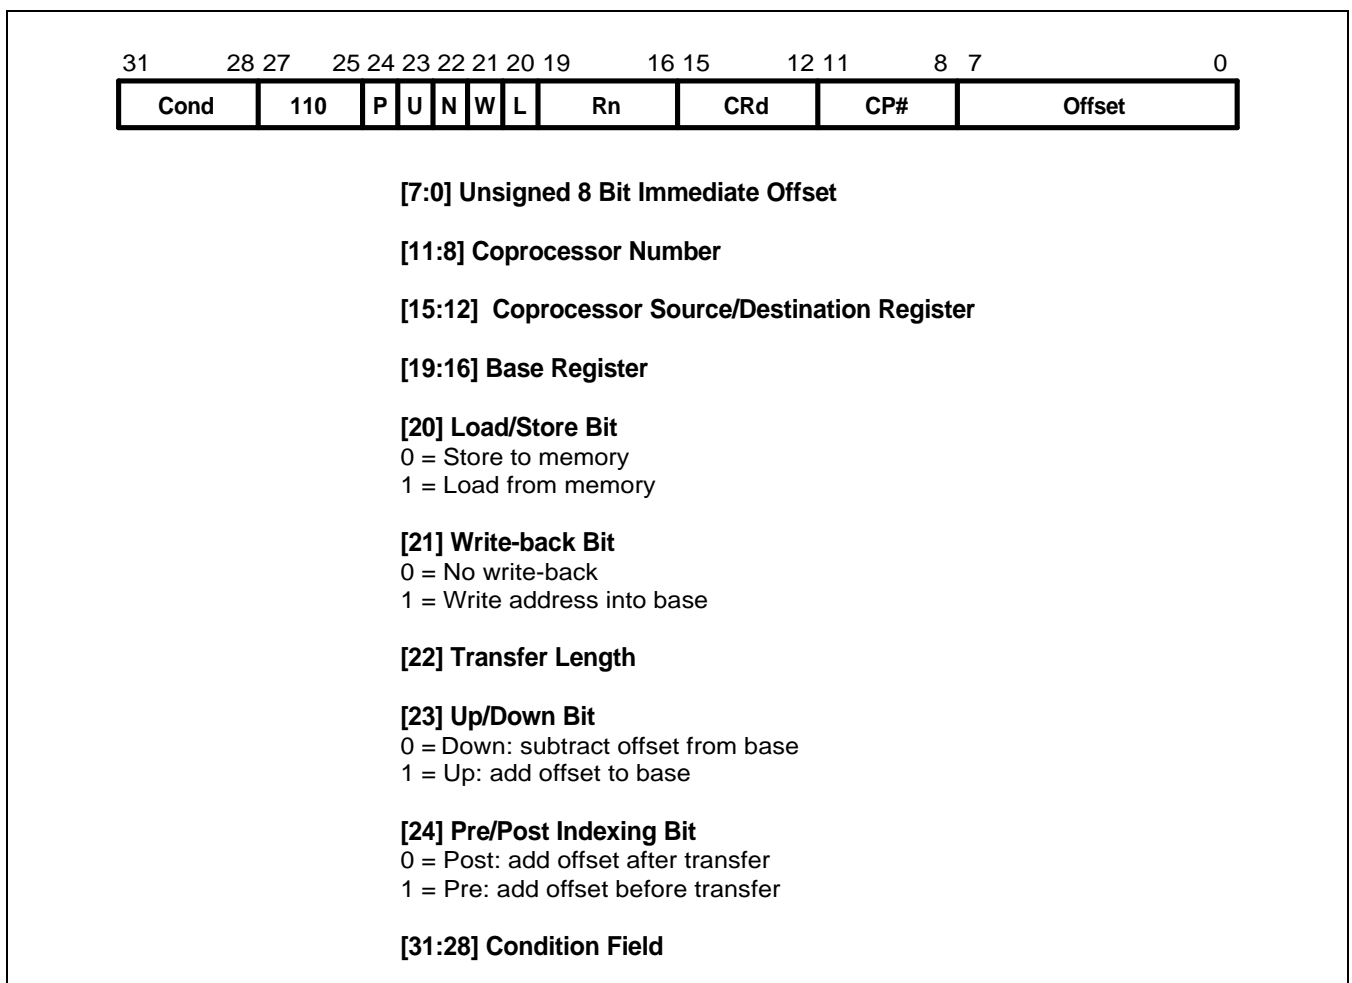 31 28 27 25 24 23 22 21 20 19 16 15 12 11 8 7 0
Cond 110 P U N W L Rn CRd CP# Offset
[7:0] Unsigned 8 Bit Immediate Offset
[11:8] Coprocessor Number
[15:12] Coprocessor Source/Destination Register
[19:16] Base Register
[20] Load/Store Bit
0 = Store to memory
1 = Load from memory
[21] Write-back Bit
0 = No write-back
1 = Write address into base
[22] Transfer Length
[23] Up/Down Bit
0 = Down: subtract offset from base
1 = Up: add offset to base
[24] Pre/Post Indexing Bit
0 = Post: add offset after transfer
1 = Pre: add offset before transfer
[31:28] Condition Field